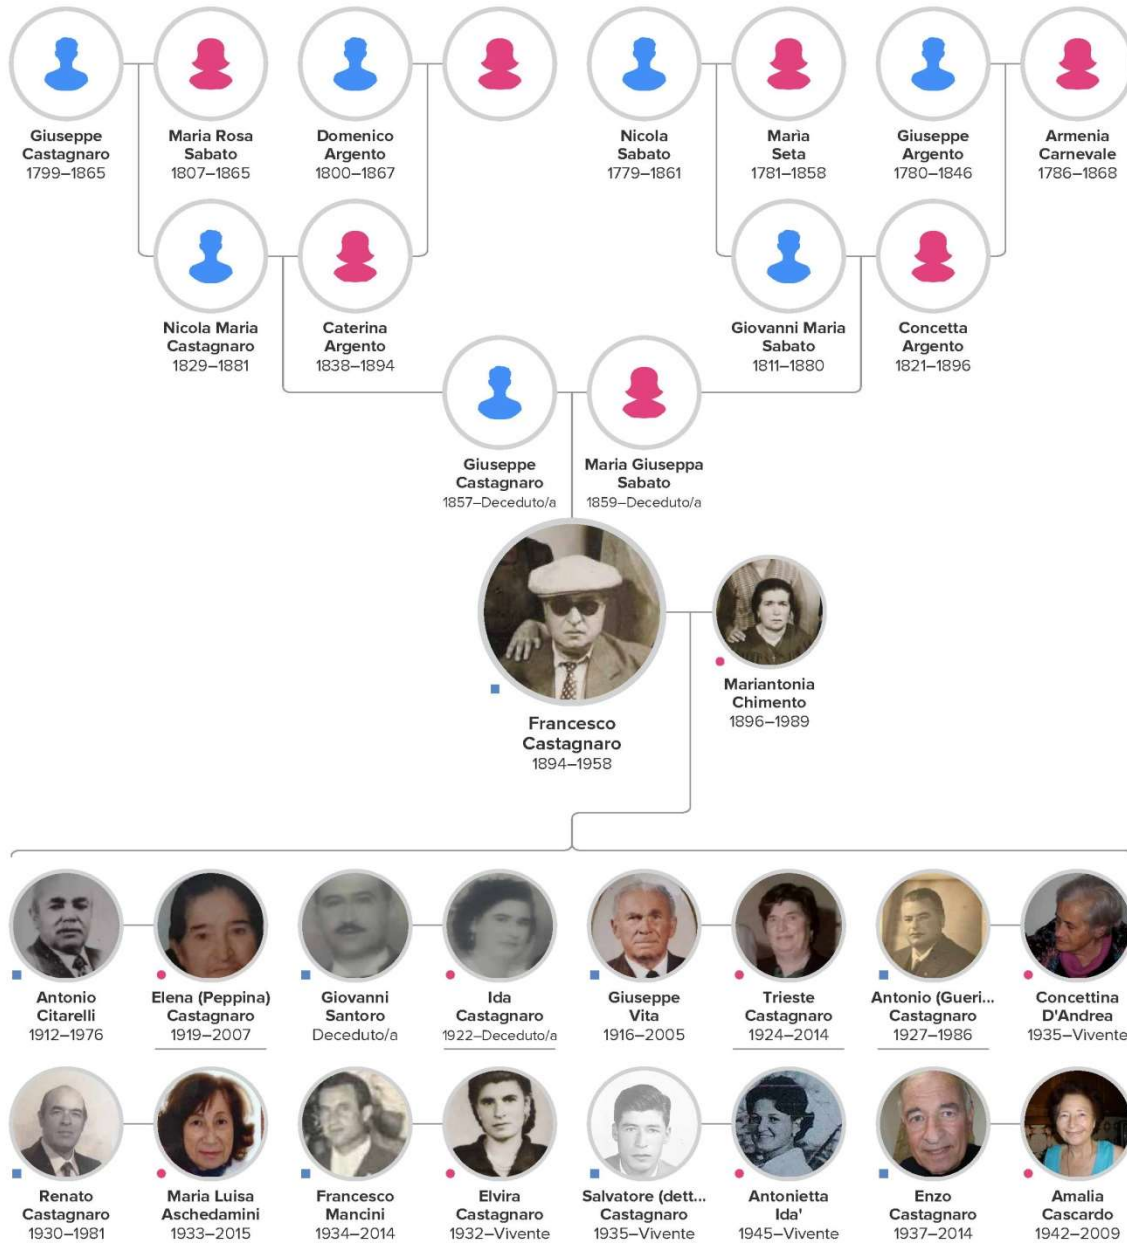 Giuseppe
Castagnaro
1799–1865
Maria Rosa
Sabato
1807–1865
Domenico
Argento
1800–1867
Nicola
Sabato
1779–1861
Marìa
Seta
1781–1858
Giuseppe
Argento
1780–1846
Armenia
Carnevale
1786–1868
Nicola Maria
Castagnaro
1829–1881
Caterina
Argento
1838–1894
Giovanni Maria
Sabato
1811–1880
Concetta
Argento
1821–1896
Giuseppe
Castagnaro
1857–Deceduto/a
Maria Giuseppa
Sabato
1859–Deceduto/a
Francesco
Castagnaro
1894–1958
Mariantonia
Chimento
1896–1989
Antonio
Citarelli
1912–1976
Elena (Peppina)
Castagnaro
1919–2007
Giovanni
Santoro
Deceduto/a
Ida
Castagnaro
1922–Deceduto/a
Giuseppe
Vita
1916–2005
Trieste
Castagnaro
1924–2014
Antonio (Gueri...
Castagnaro
1927–1986
Concettina
D'Andrea
1935–Vivente
Renato
Castagnaro
1930–1981
Maria Luisa
Aschedamini
1933–2015
Francesco
Mancini
1934–2014
Elvira
Castagnaro
1932–Vivente
Salvatore (dett...
Castagnaro
1935–Vivente
Antonietta
Ida'
1945–Vivente
Enzo
Castagnaro
1937–2014
Amalia
Cascardo
1942–2009